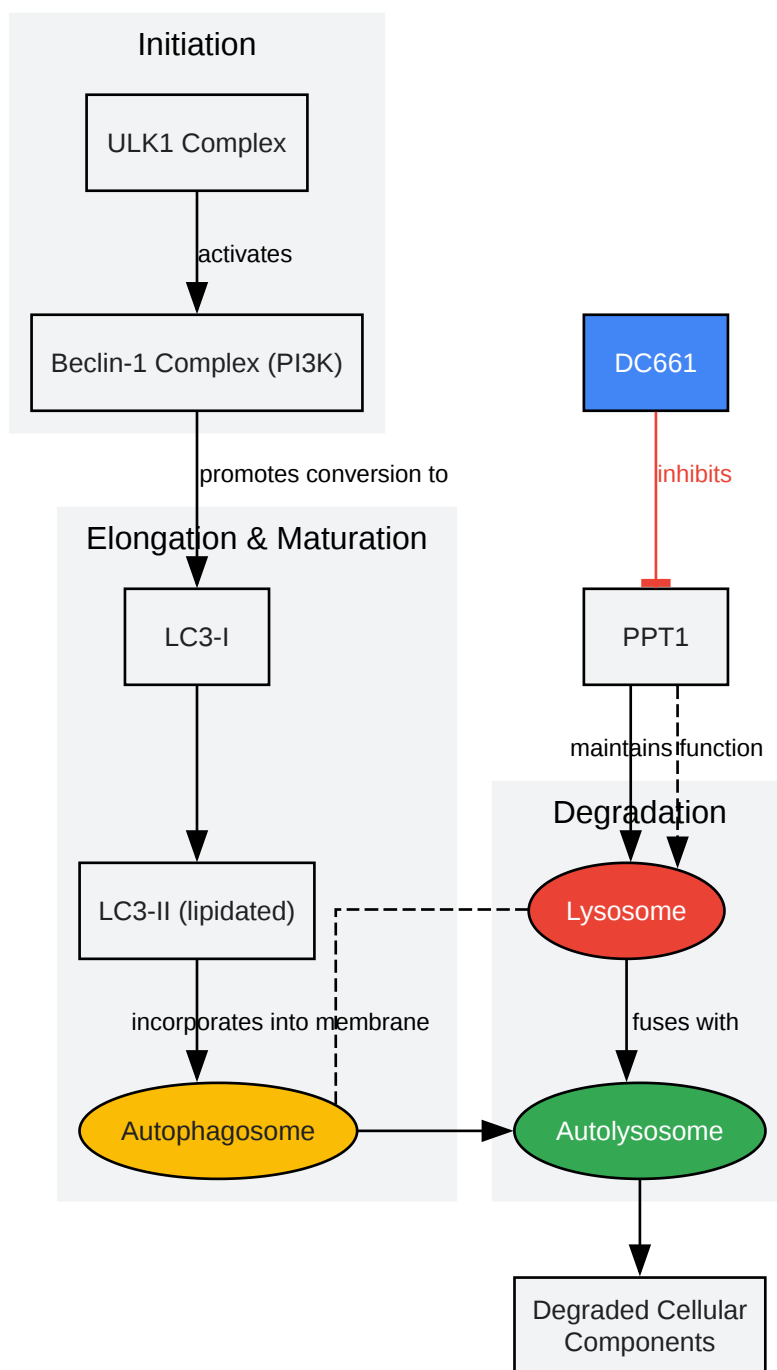 Initiation
ULK1 Complex
activates
Beclin-1 Complex (PI3K)
DC661
promotes conversion to
inhibits
Elongation & Maturation
LC3-I
PPT1
maintains function
Degradation
LC3-II (lipidated)
Lysosome
incorporates into membrane
fuses with
Autophagosome
Autolysosome
Degraded Cellular
Components